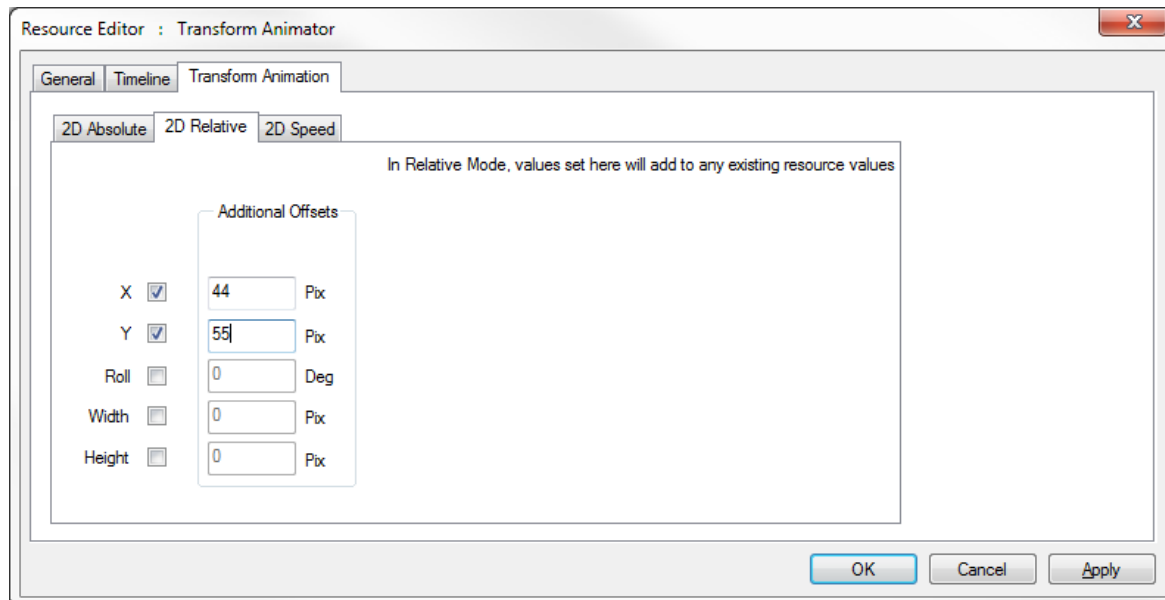 Resource Editor : Transform Animator
General Timeline Transform Animation
2D Absolute 2D Relative 2D Speed
In Relative Mode, values set here will add to any existing resource values
Additional Offsets
X 44 Pix
Y 55 Pix
Roll 0 Deg
Width 0 Pix
Height 0 Pix
OK Cancel Apply